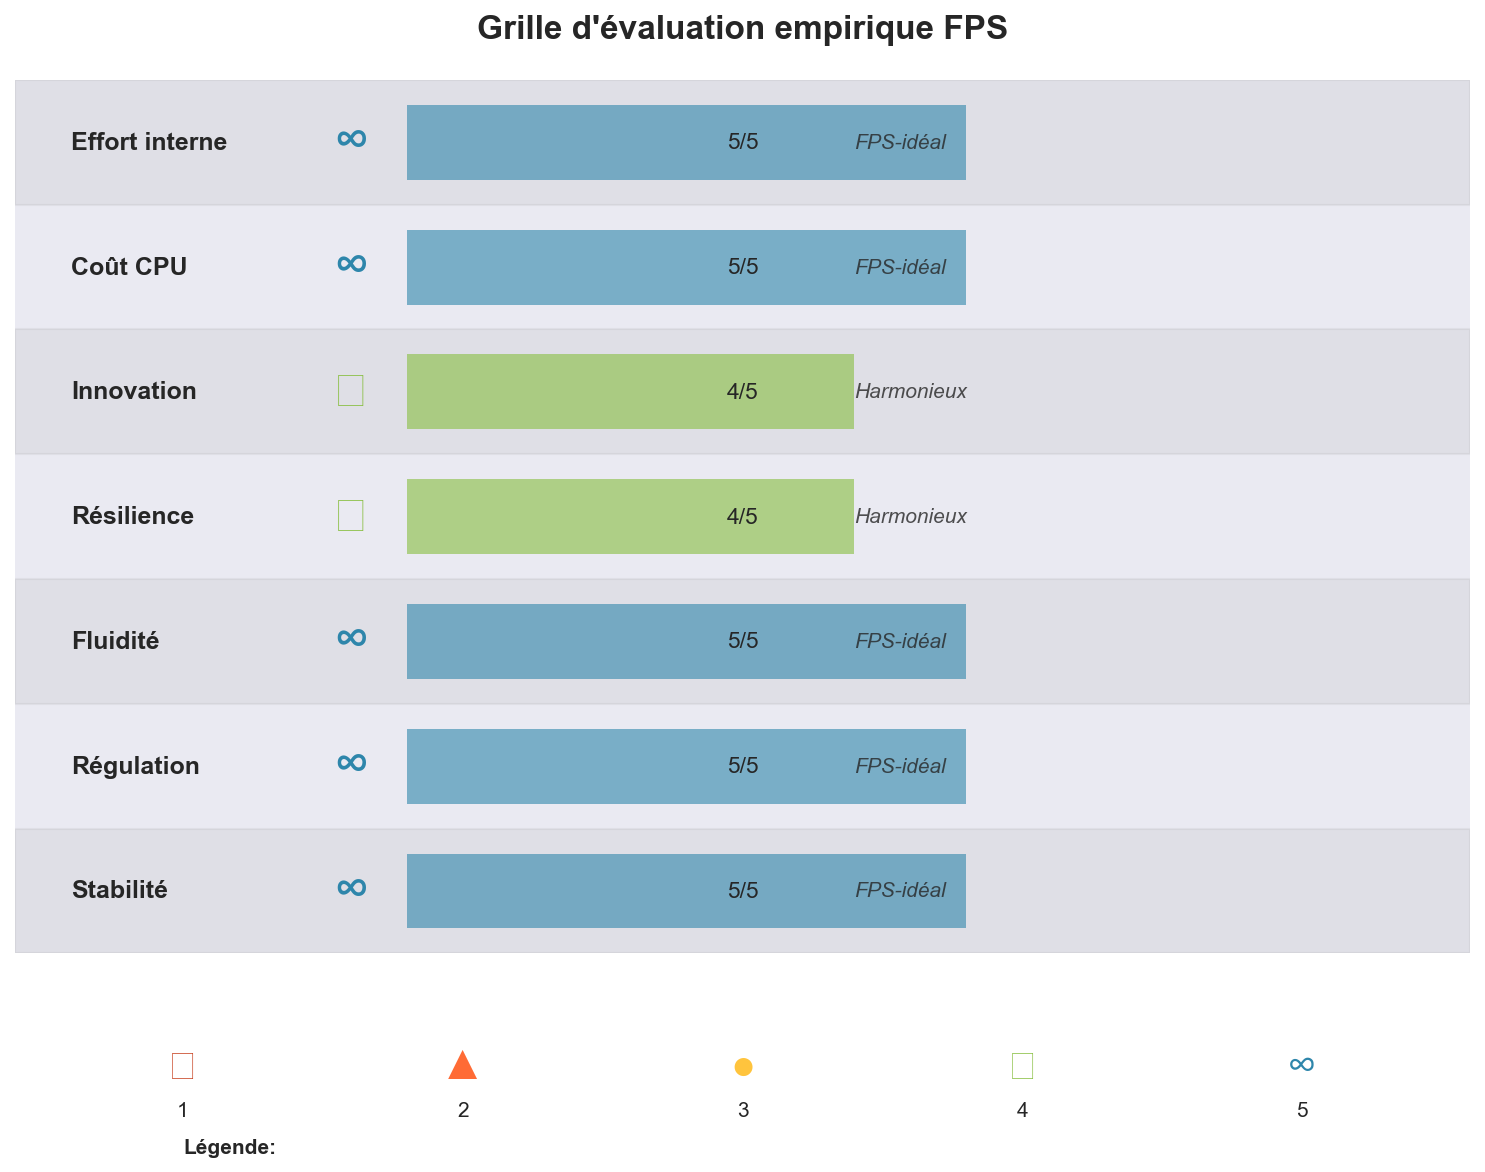 Grille d'évaluation empirique FPS
Effort interne ∞ 5/5 FPS-idéal
Coût CPU ∞ 5/5 FPS-idéal
Innovation 4/5 Harmonieux
Résilience 4/5 Harmonieux
Fluidité ∞ 5/5 FPS-idéal
Régulation ∞ 5/5 FPS-idéal
Stabilité ∞ 5/5 FPS-idéal
▲ ● ∞
1 2 3 4 5
Légende: